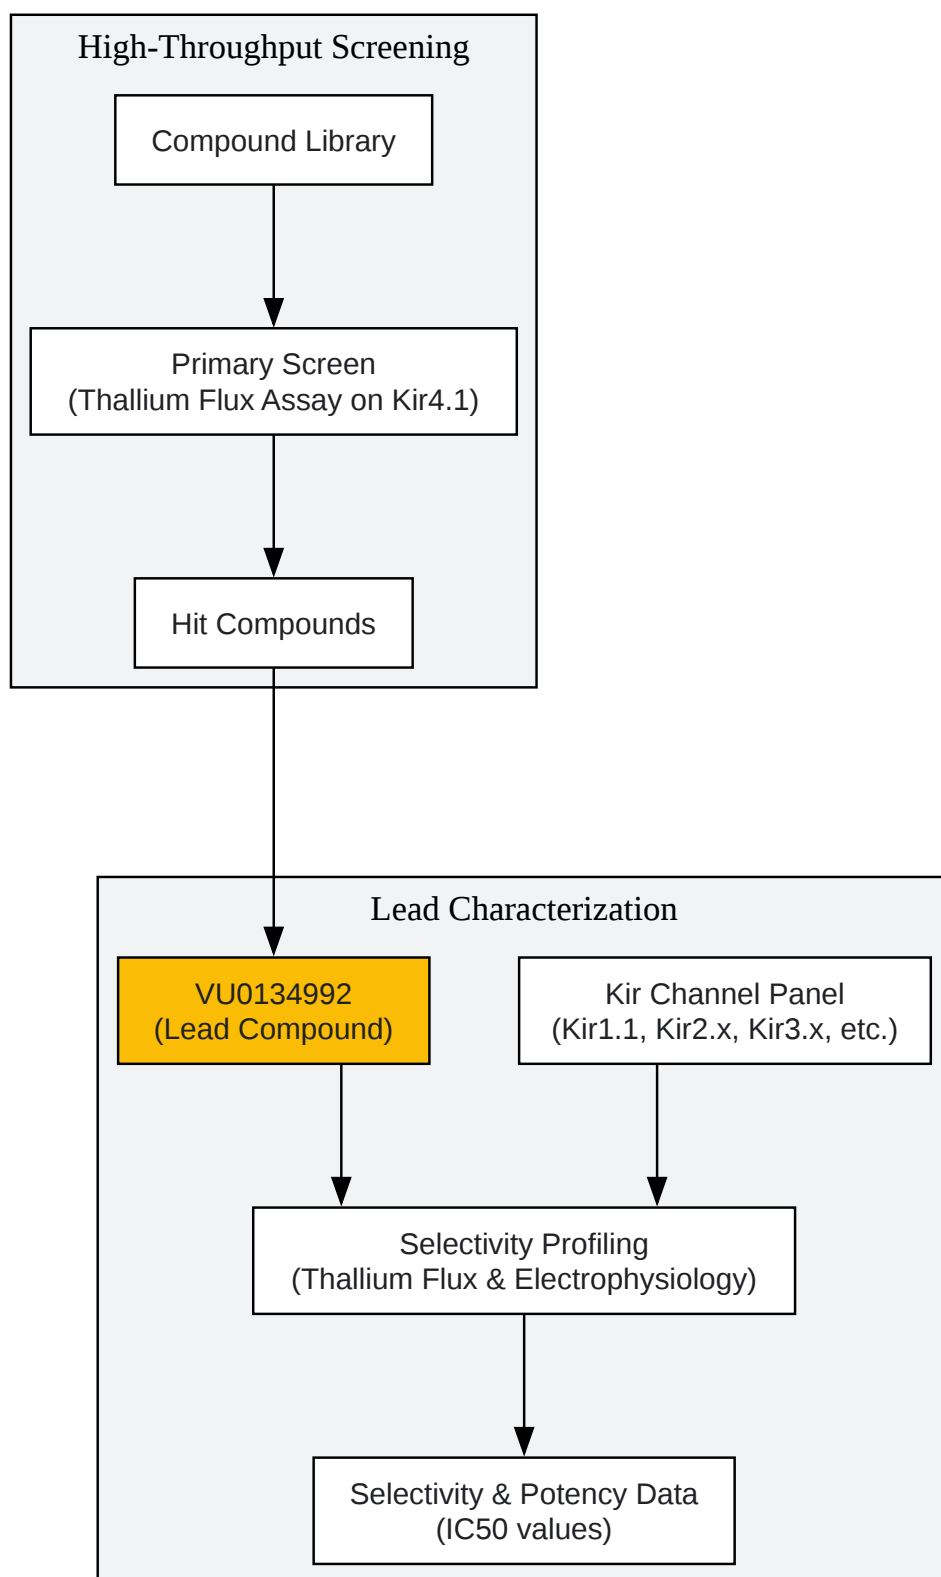 High-Throughput Screening
Compound Library
Primary Screen
(Thallium Flux Assay on Kir4.1)
Hit Compounds
Lead Characterization
VU0134992
(Lead Compound)
Kir Channel Panel
(Kir1.1, Kir2.x, Kir3.x, etc.)
Selectivity Profiling
(Thallium Flux & Electrophysiology)
Selectivity & Potency Data
(IC50 values)